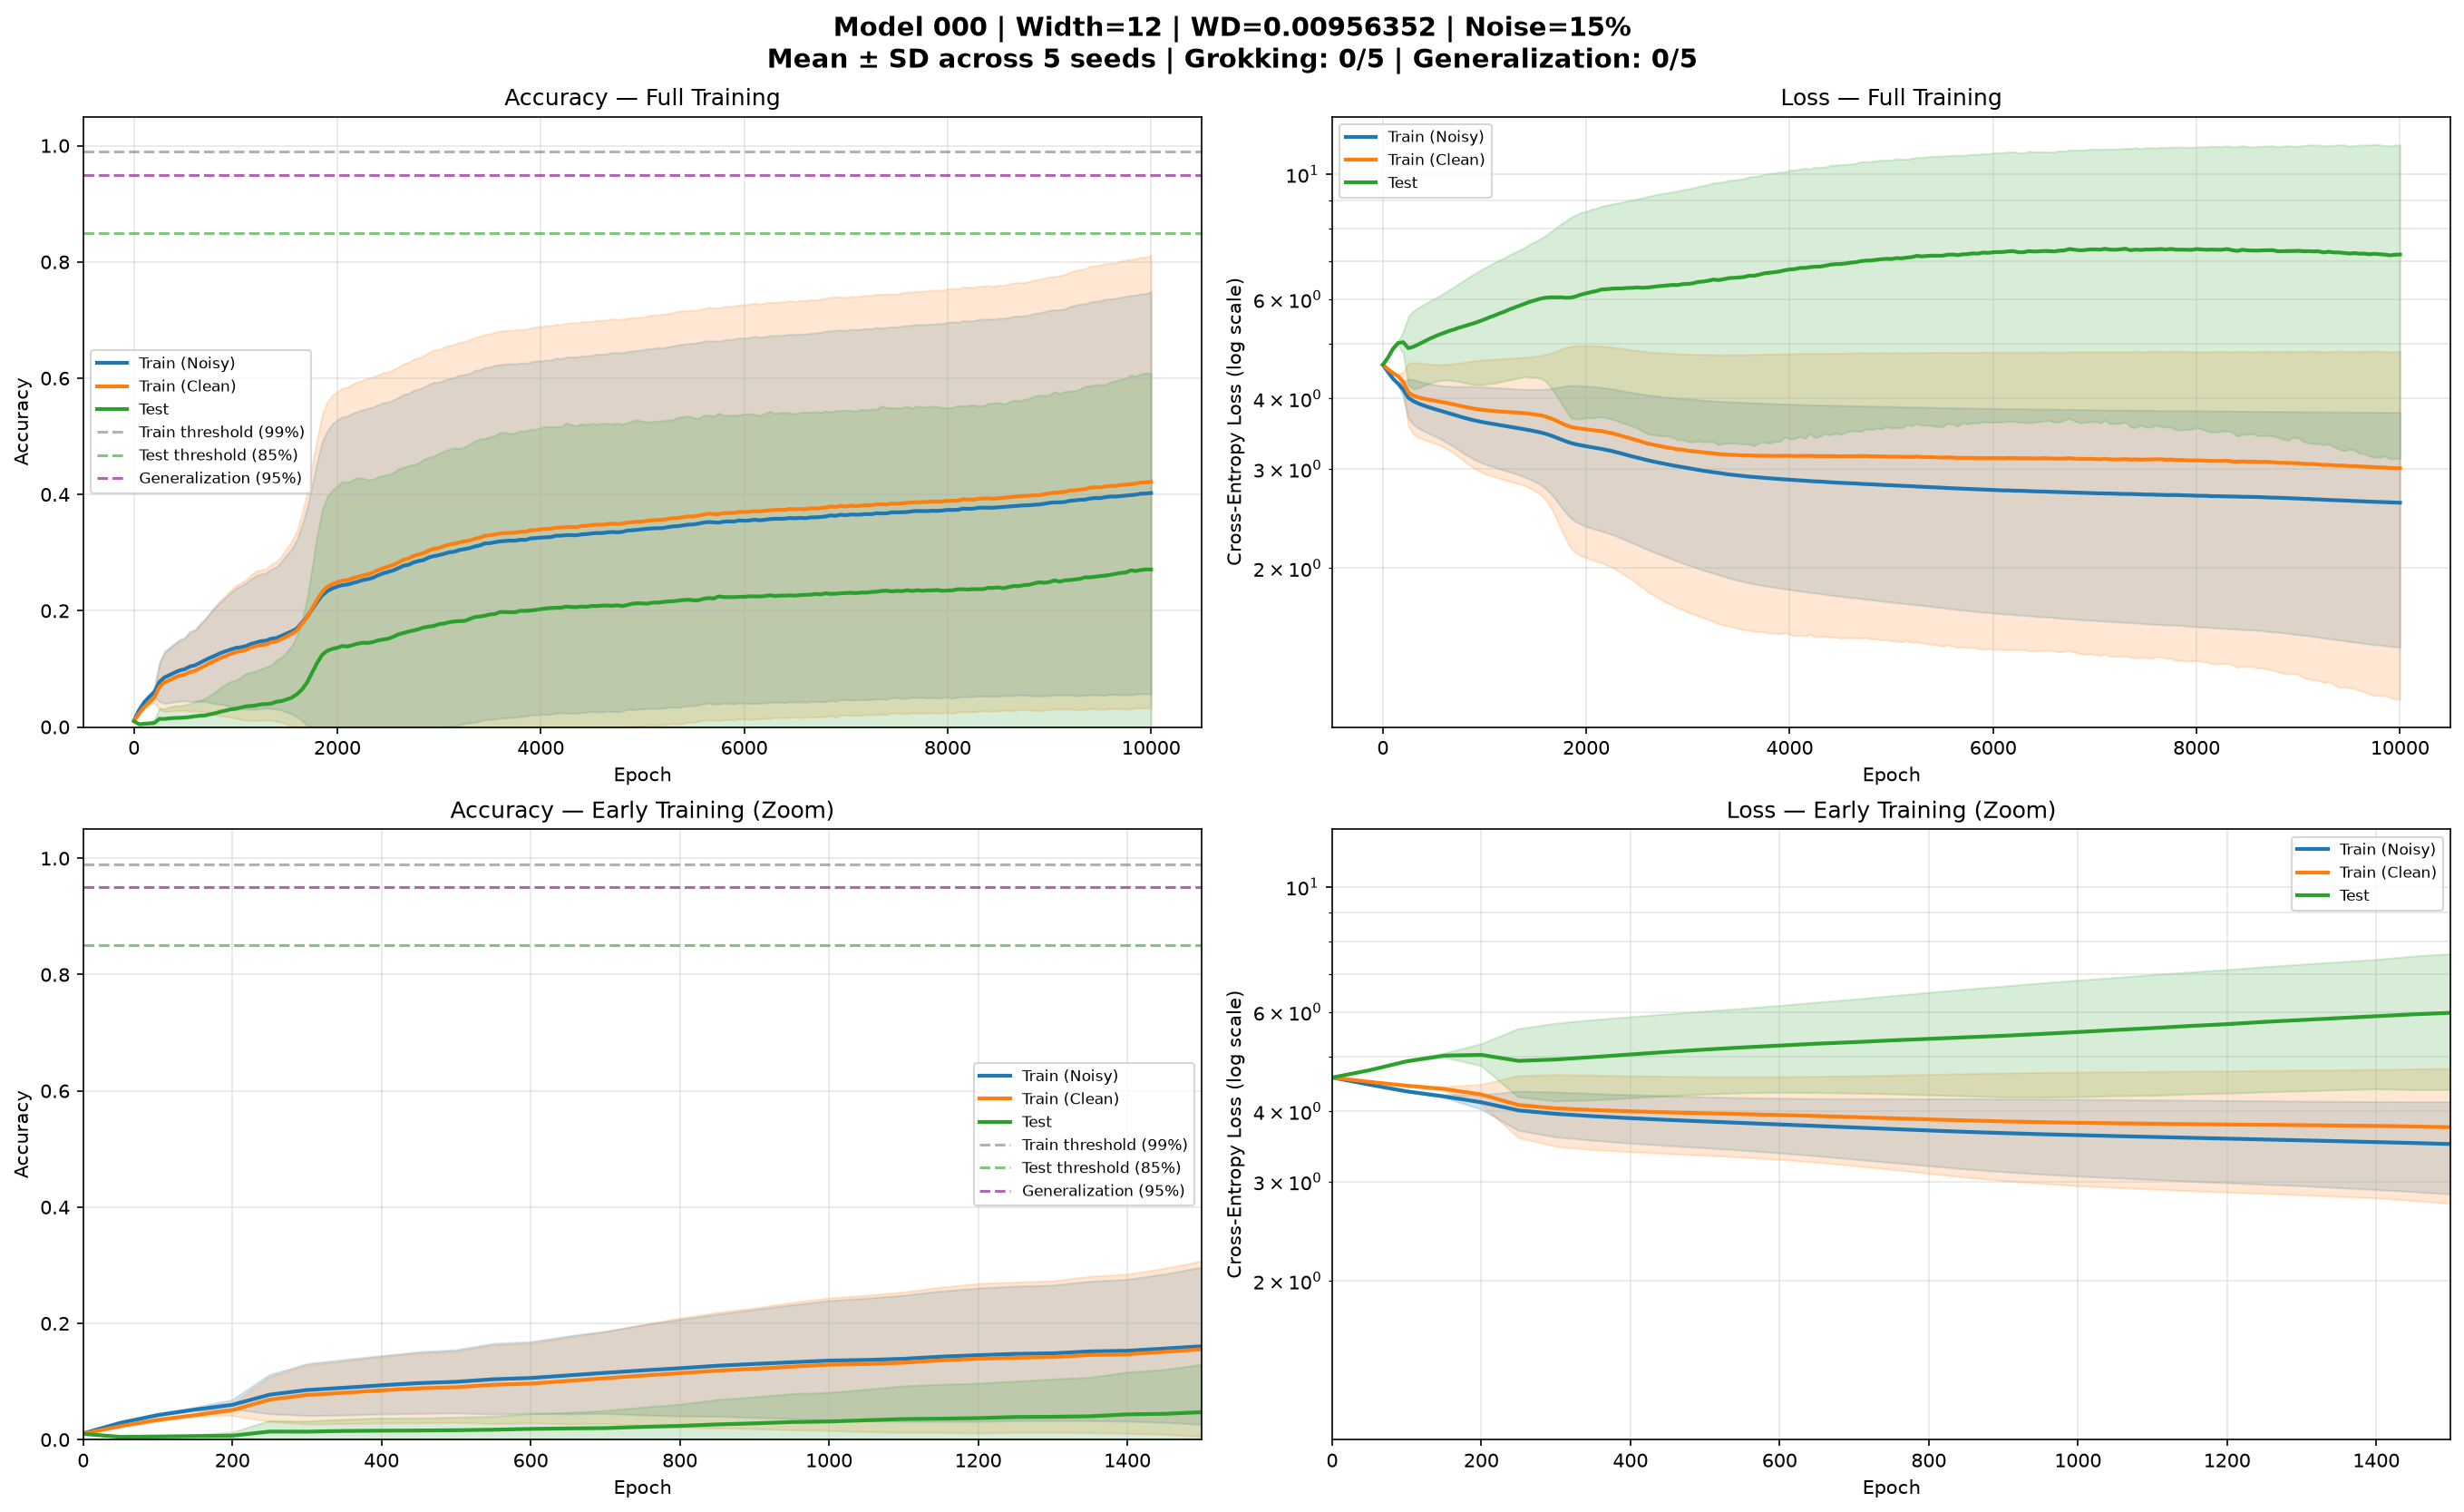 Model 000 | Width=12 | WD=0.00956352 | Noise=15%
Mean ± SD across 5 seeds | Grokking: 0/5 | Generalization: 0/5
Accuracy — Full Training
1.0
0.8
0.6
0.4
0.2
0.0
Accuracy
Train (Noisy)
Train (Clean)
Test
Train threshold (99%)
Test threshold (85%)
Generalization (95%)
0 2000 4000 6000 8000 10000
Epoch
Loss — Full Training
Train (Noisy)
Train (Clean)
Test
10¹
6 × 10⁰
4 × 10⁰
3 × 10⁰
2 × 10⁰
Cross-Entropy Loss (log scale)
0 2000 4000 6000 8000 10000
Epoch
Accuracy — Early Training (Zoom)
1.0
0.8
0.6
0.4
0.2
0.0
Accuracy
Train (Noisy)
Train (Clean)
Test
Train threshold (99%)
Test threshold (85%)
Generalization (95%)
0 200 400 600 800 1000 1200 1400
Epoch
Loss — Early Training (Zoom)
Train (Noisy)
Train (Clean)
Test
10¹
6 × 10⁰
4 × 10⁰
3 × 10⁰
2 × 10⁰
Cross-Entropy Loss (log scale)
0 200 400 600 800 1000 1200 1400
Epoch